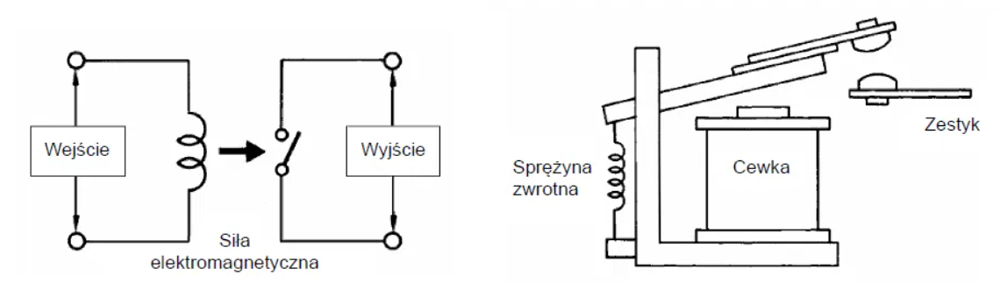 Wejście
Wyjście
Siła
elektromagnetyczna
Sprężyna
zwrotna
Cewka
Zestyk